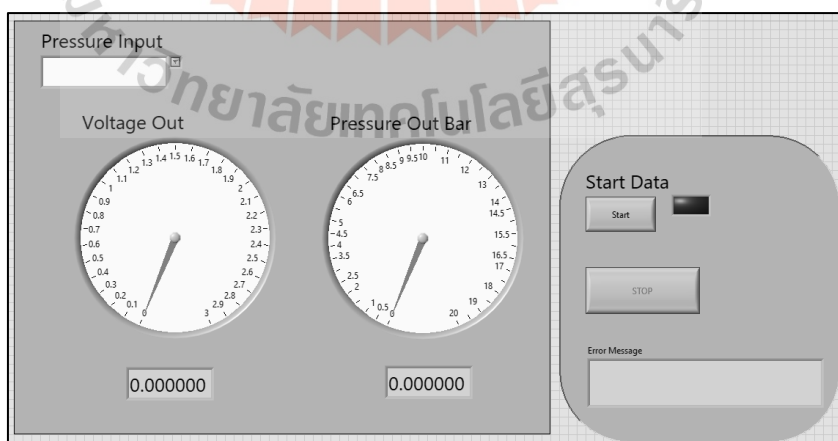 Pressure Input
มหาวิทยาลัยเทคโนโลยีสุรนารี
Voltage Out
Pressure Out Bar
0 0.1 0.2 0.3 0.4 0.5 0.6 0.7 0.8 0.9 1 1.1 1.2 1.3 1.4 1.5 1.6 1.7 1.8 1.9 2 2.1 2.2 2.3 2.4 2.5 2.6 2.7 2.8 2.9 3
0 0.5 1 2 2.5 3.5 4 4.5 5 6 6.5 7.5 8 8.5 9 9.5 10 11 12 13 14 14.5 15.5 16.5 17 18 19 20
0.000000
0.000000
Start Data
Start
STOP
Error Message